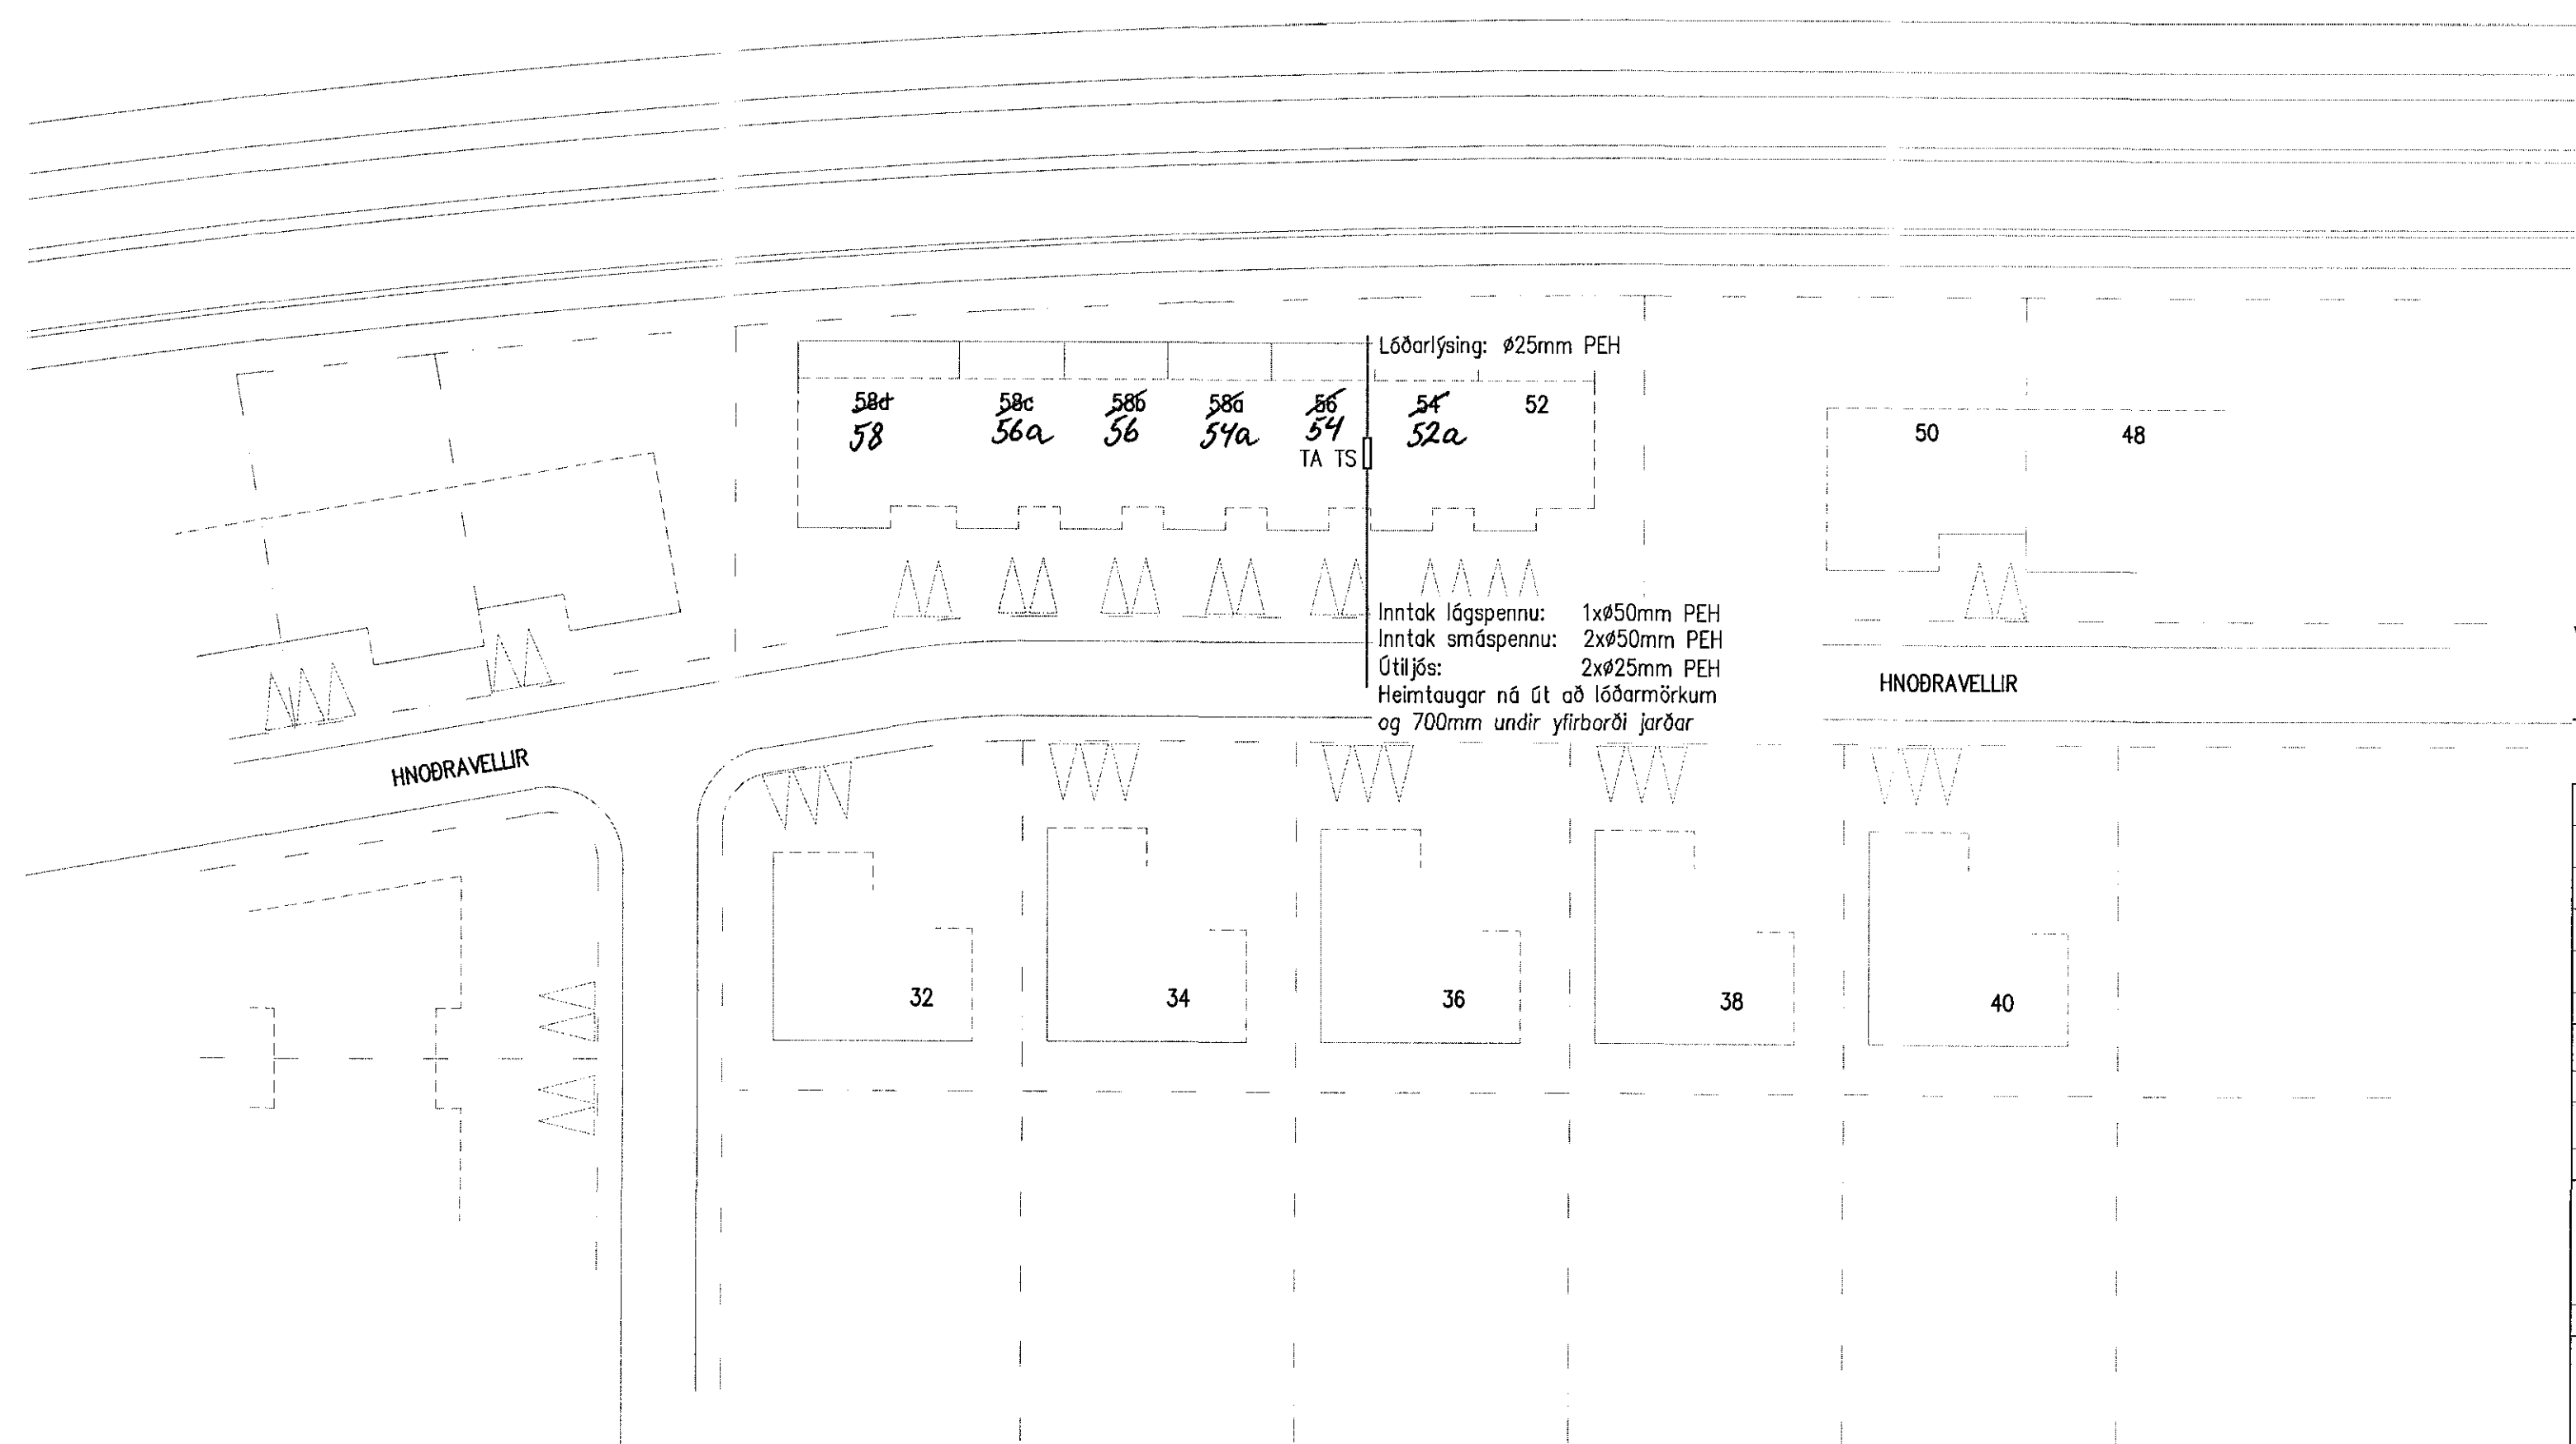 Lóðarlýsing: ø25mm PEH
58d 58c 58b 58a 56 54 52
58 56a 56 54a 54 52a
50 48
TA TS
Inntak lágspennu: 1xø50mm PEH
Inntak smáspennu: 2xø50mm PEH
Útiljós: 2xø25mm PEH
Heimtaugar ná út að lóðarmörkum
og 700mm undir yfirborði jarðar
HNOÐRAVELLIR
HNOÐRAVELLIR
32 34 36 38 40